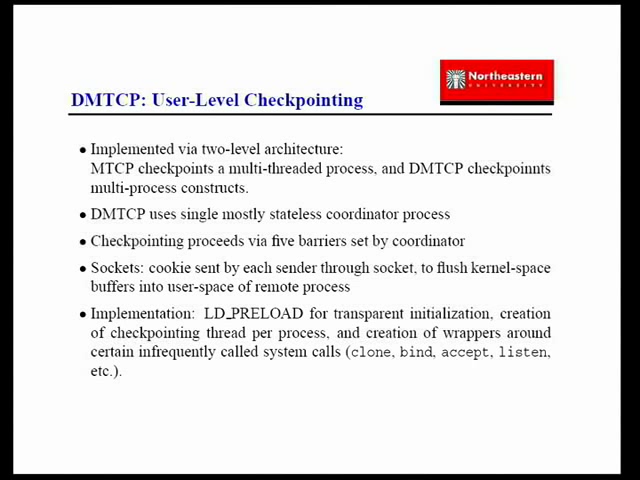 Northeastern
UNIVERSITY
DMTCP: User-Level Checkpointing
● Implemented via two-level architecture:
MTCP checkpoints a multi-threaded process, and DMTCP checkpoinnts
multi-process constructs.
● DMTCP uses single mostly stateless coordinator process
● Checkpointing proceeds via five barriers set by coordinator
● Sockets: cookie sent by each sender through socket, to flush kernel-space
buffers into user-space of remote process
● Implementation: LD_PRELOAD for transparent initialization, creation
of checkpointing thread per process, and creation of wrappers around
certain infrequently called system calls (clone, bind, accept, listen,
etc.).